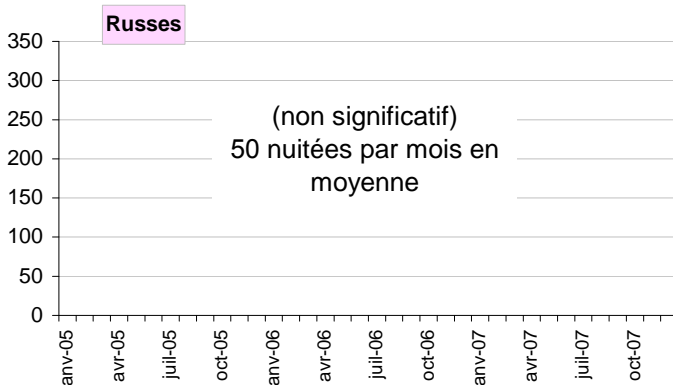 Russes
350
300
250
200
150
100
50
0
(non significatif)
50 nuitées par mois en
moyenne
anv-05
avr-05
juil-05
oct-05
anv-06
avr-06
juil-06
oct-06
anv-07
avr-07
juil-07
oct-07